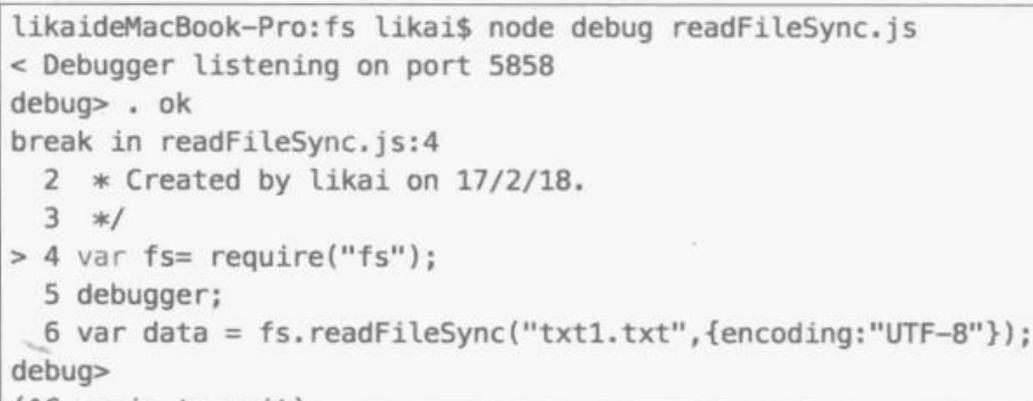 likaideMacBook-Pro:fs likai$ node debug readFileSync.js
< Debugger listening on port 5858
debug> . ok
break in readFileSync.js:4
  2  * Created by likai on 17/2/18.
  3  */
> 4 var fs= require("fs");
  5 debugger;
  6 var data = fs.readFileSync("txt1.txt",{encoding:"UTF-8"});
debug>